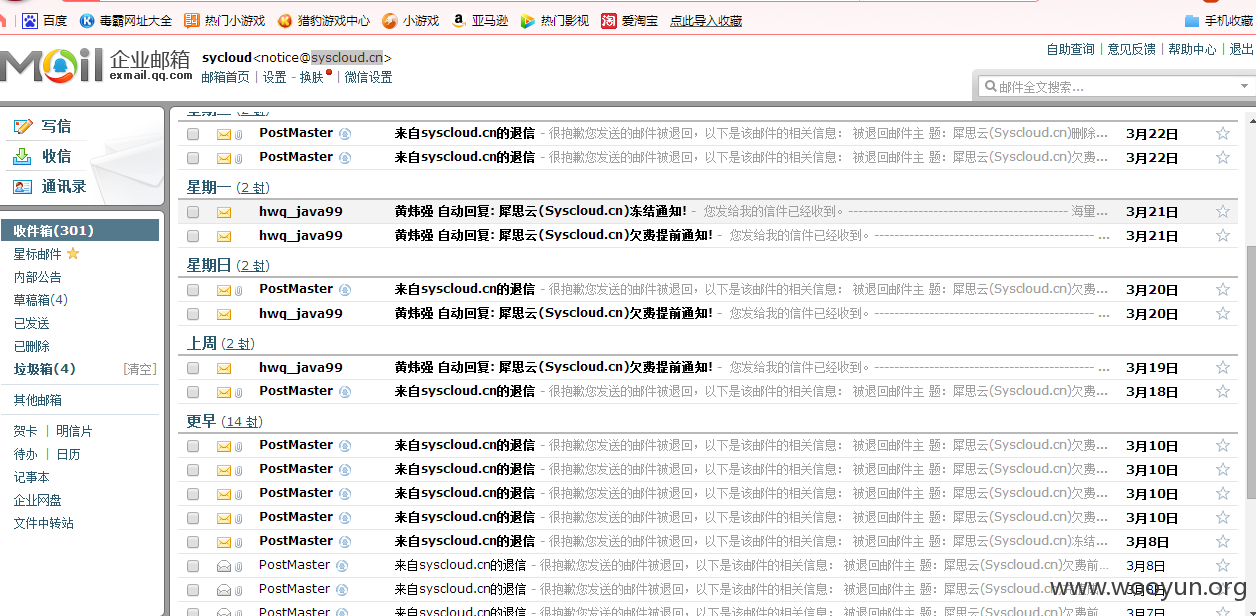 百度 毒霸网址大全 热门小游戏 猎豹游戏中心 小游戏 亚马逊 热门影视 爱淘宝 点此导入收藏 手机收藏
Mail 企业邮箱 exmail.qq.com
sycloud<notice@syscloud.cn>
邮箱首页 | 设置 - 换肤 | 微信设置
自助查询 | 意见反馈 | 帮助中心 | 退出
邮件全文搜索...
写信
收信
通讯录
收件箱(301)
星标邮件
内部公告
草稿箱(4)
已发送
已删除
垃圾箱(4) [清空]
其他邮箱
贺卡 | 明信片
待办 | 日历
记事本
企业网盘
文件中转站
PostMaster 来自syscloud.cn的退信 - 很抱歉您发送的邮件被退回，以下是该邮件的相关信息： 被退回邮件主 题：犀思云(Syscloud.cn)删除... 3月22日
PostMaster 来自syscloud.cn的退信 - 很抱歉您发送的邮件被退回，以下是该邮件的相关信息： 被退回邮件主 题：犀思云(Syscloud.cn)欠费... 3月22日
星期一 (2 封)
hwq_java99 黄炜强 自动回复: 犀思云(Syscloud.cn)冻结通知! - 您发给我的信件已经收到。---------------------------------------- 海量... 3月21日
hwq_java99 黄炜强 自动回复: 犀思云(Syscloud.cn)欠费提前通知! - 您发给我的信件已经收到。---------------------------------------- ... 3月21日
星期日 (2 封)
PostMaster 来自syscloud.cn的退信 - 很抱歉您发送的邮件被退回，以下是该邮件的相关信息： 被退回邮件主 题：犀思云(Syscloud.cn)欠费... 3月20日
hwq_java99 黄炜强 自动回复: 犀思云(Syscloud.cn)欠费提前通知! - 您发给我的信件已经收到。---------------------------------------- ... 3月20日
上周 (2 封)
hwq_java99 黄炜强 自动回复: 犀思云(Syscloud.cn)欠费提前通知! - 您发给我的信件已经收到。---------------------------------------- ... 3月19日
PostMaster 来自syscloud.cn的退信 - 很抱歉您发送的邮件被退回，以下是该邮件的相关信息： 被退回邮件主 题：犀思云(Syscloud.cn)欠费... 3月18日
更早 (14 封)
PostMaster 来自syscloud.cn的退信 - 很抱歉您发送的邮件被退回，以下是该邮件的相关信息： 被退回邮件主 题：犀思云(Syscloud.cn)欠费... 3月10日
PostMaster 来自syscloud.cn的退信 - 很抱歉您发送的邮件被退回，以下是该邮件的相关信息： 被退回邮件主 题：犀思云(Syscloud.cn)欠费... 3月10日
PostMaster 来自syscloud.cn的退信 - 很抱歉您发送的邮件被退回，以下是该邮件的相关信息： 被退回邮件主 题：犀思云(Syscloud.cn)欠费... 3月10日
PostMaster 来自syscloud.cn的退信 - 很抱歉您发送的邮件被退回，以下是该邮件的相关信息： 被退回邮件主 题：犀思云(Syscloud.cn)欠费... 3月10日
PostMaster 来自syscloud.cn的退信 - 很抱歉您发送的邮件被退回，以下是该邮件的相关信息： 被退回邮件主 题：犀思云(Syscloud.cn)冻结... 3月8日
PostMaster 来自syscloud.cn的退信 - 很抱歉您发送的邮件被退回，以下是该邮件的相关信息： 被退回邮件主 题：犀思云(Syscloud.cn)欠费前... 3月8日
PostMaster 来自syscloud.cn的退信 - 很抱歉您发送的邮件被退回，以下是该邮件的相关信息： 被退回邮件主 题：犀思云(Syscloud.cn)
www.wooyun.org
PostMaster 来自syscloud.cn的退信 - 很抱歉您发送的邮件被退回，以下是该邮件的相关信息： 被退回邮件主 题：犀思云(Syscloud.cn)欠费前 3月7日